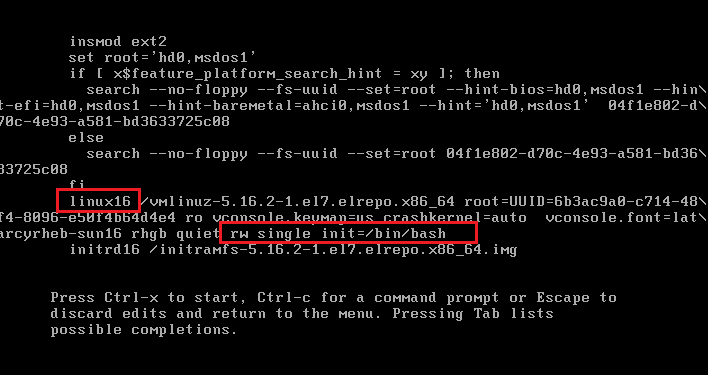 insmod ext2
set root='hd0,msdos1'
if [ x$feature_platform_search_hint = xy ]; then
search --no-floppy --fs-uuid --set=root --hint-bios=hd0,msdos1 --hin\
t-efi=hd0,msdos1 --hint-baremetal=ahci0,msdos1 --hint='hd0,msdos1'  04f1e802-d\
70c-4e93-a581-bd3633725c08
else
search --no-floppy --fs-uuid --set=root 04f1e802-d70c-4e93-a581-bd36\
33725c08
fi
linux16 /vmlinuz-5.16.2-1.el7.elrepo.x86_64 root=UUID=6b3ac9a0-c714-48\
f4-8096-e50f4b64d4e4 ro vconsole.keymap=us crashkernel=auto  vconsole.font=lat\
arcyrheb-sun16 rhgb quiet rw single init=/bin/bash
initrd16 /initramfs-5.16.2-1.el7.elrepo.x86_64.img
Press Ctrl-x to start, Ctrl-c for a command prompt or Escape to
discard edits and return to the menu. Pressing Tab lists
possible completions.